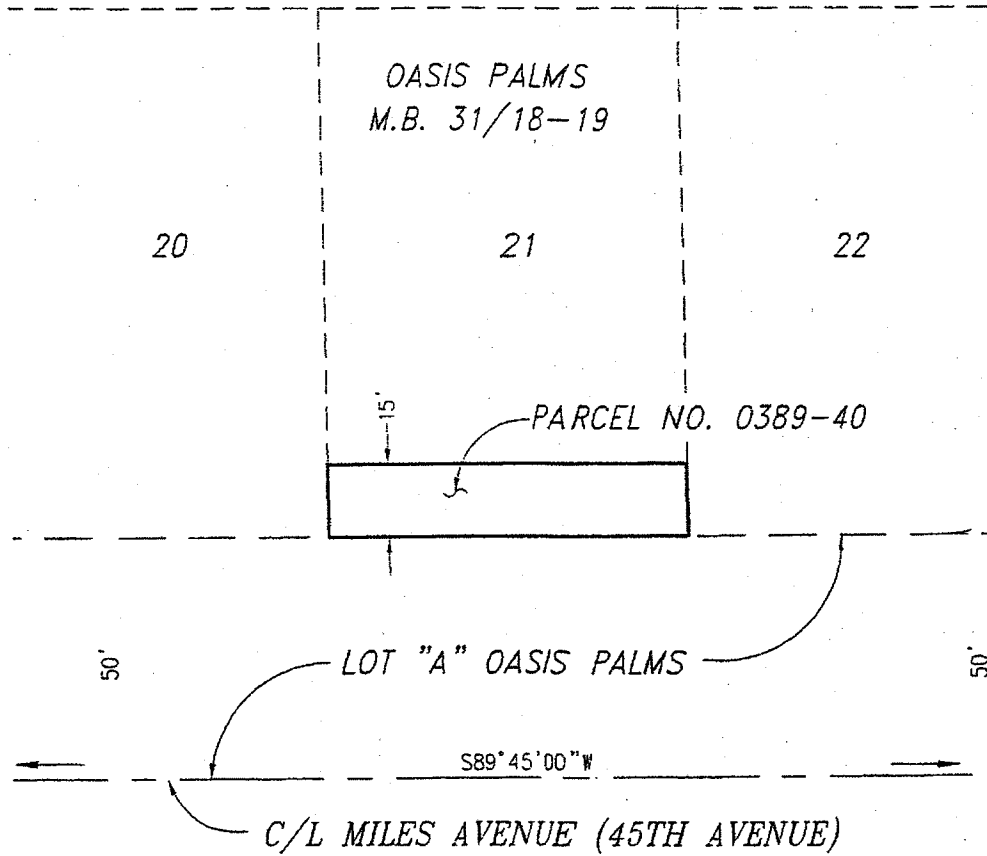 OASIS PALMS
M.B. 31/18-19
20
21
22
15'
PARCEL NO. 0389-40
50'
LOT "A" OASIS PALMS
50'
S89°45'00"W
C/L MILES AVENUE (45TH AVENUE)